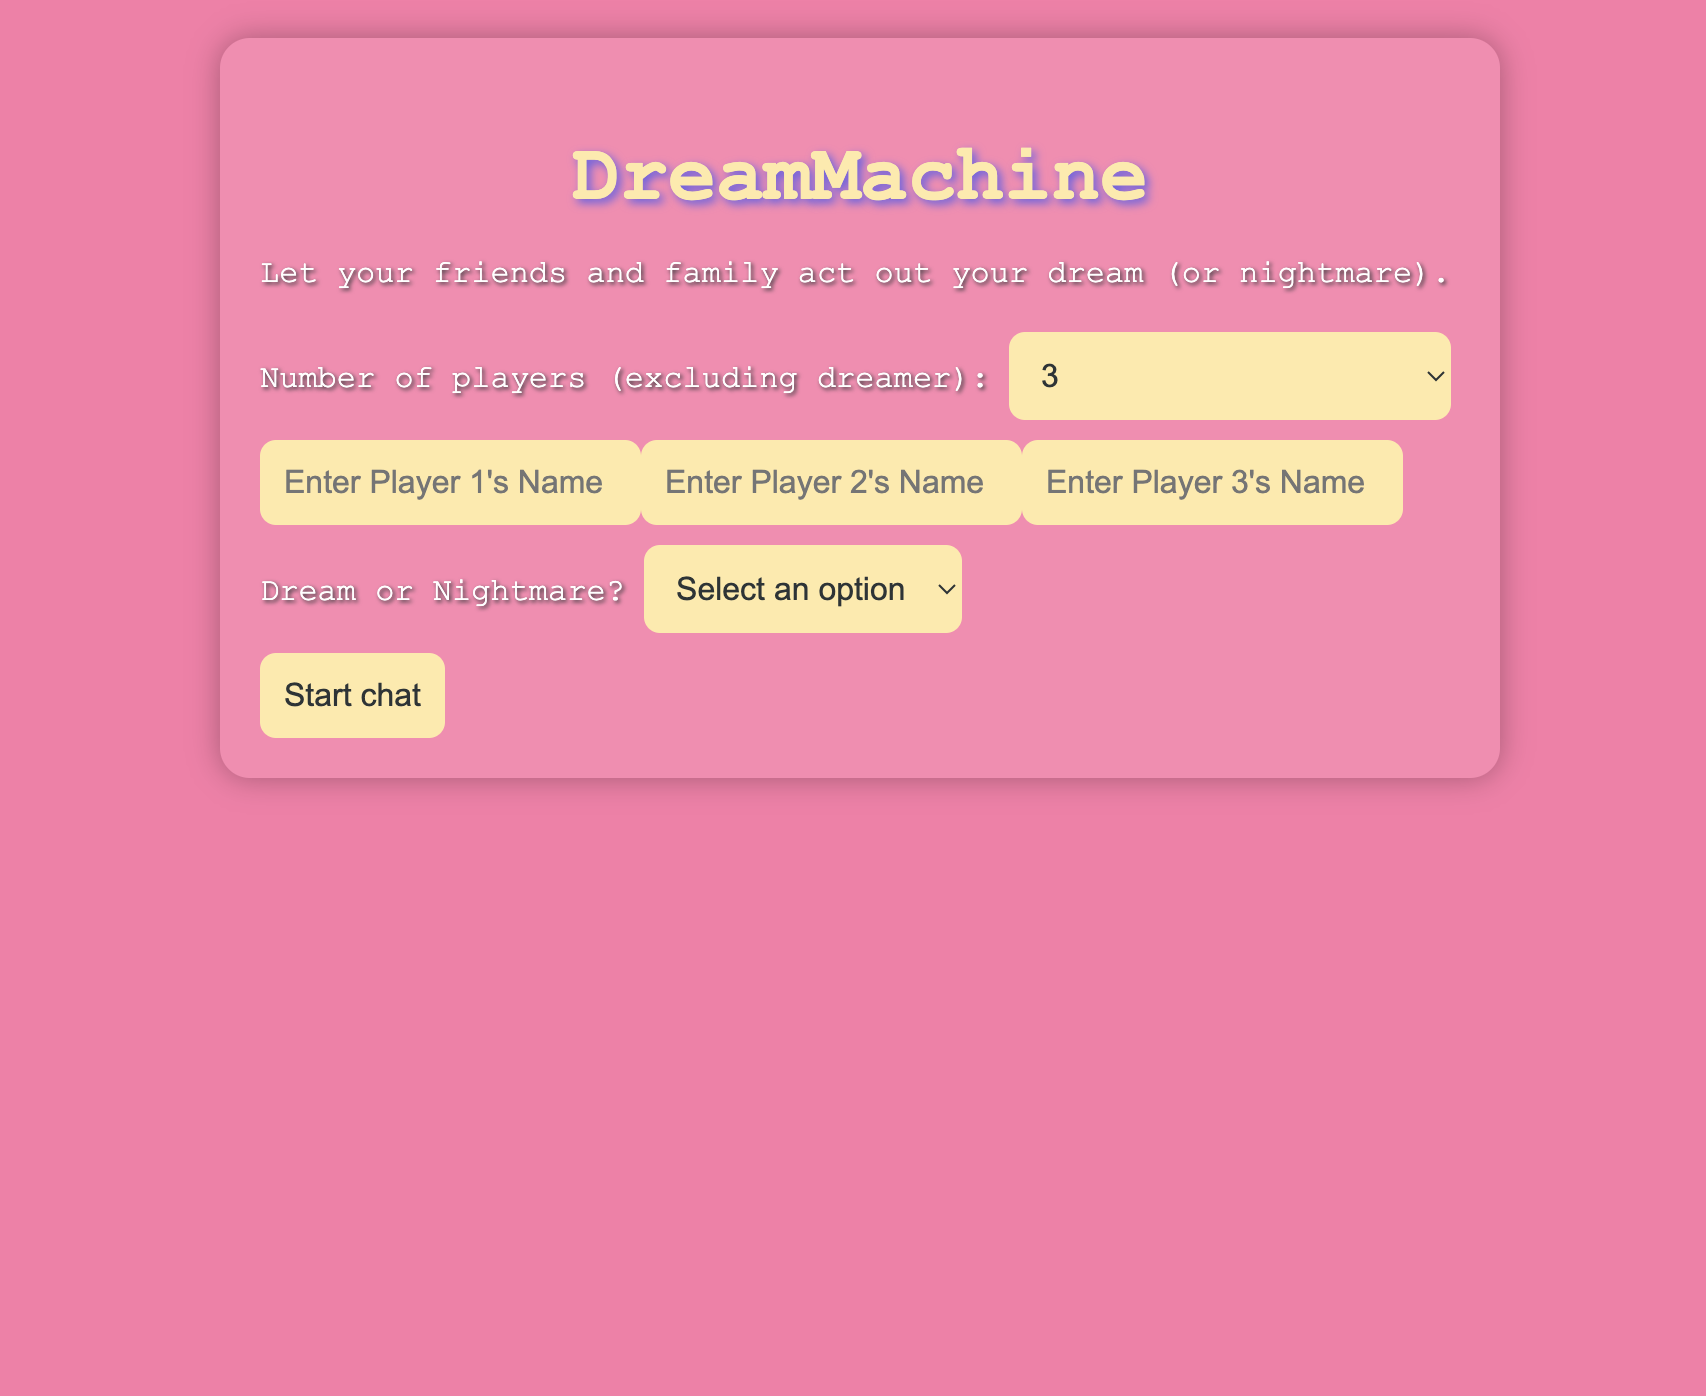 DreamMachine
Let your friends and family act out your dream (or nightmare).
Number of players (excluding dreamer): 3
Enter Player 1's Name Enter Player 2's Name Enter Player 3's Name
Dream or Nightmare? Select an option
Start chat